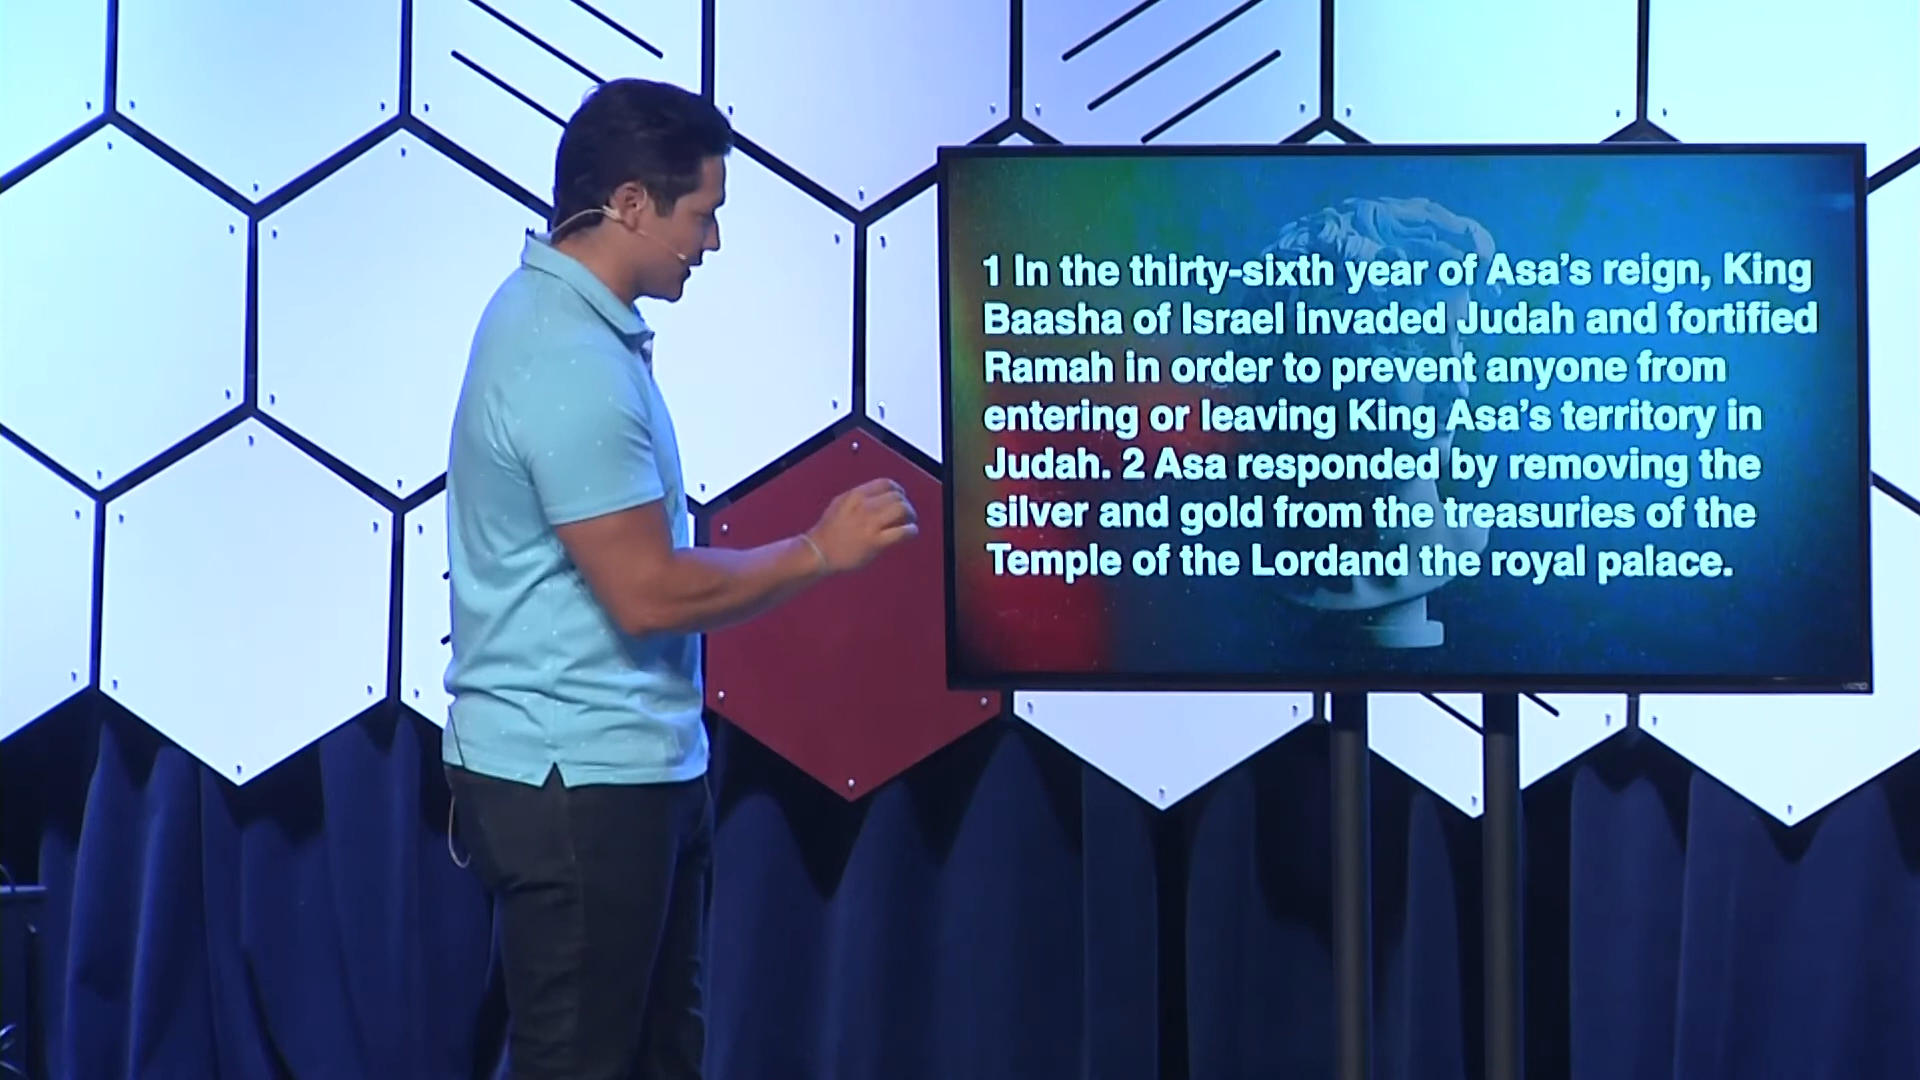 1 In the thirty-sixth year of Asa’s reign, King
Baasha of Israel invaded Judah and fortified
Ramah in order to prevent anyone from
entering or leaving King Asa’s territory in
Judah. 2 Asa responded by removing the
silver and gold from the treasuries of the
Temple of the Lordand the royal palace.
VIZIO